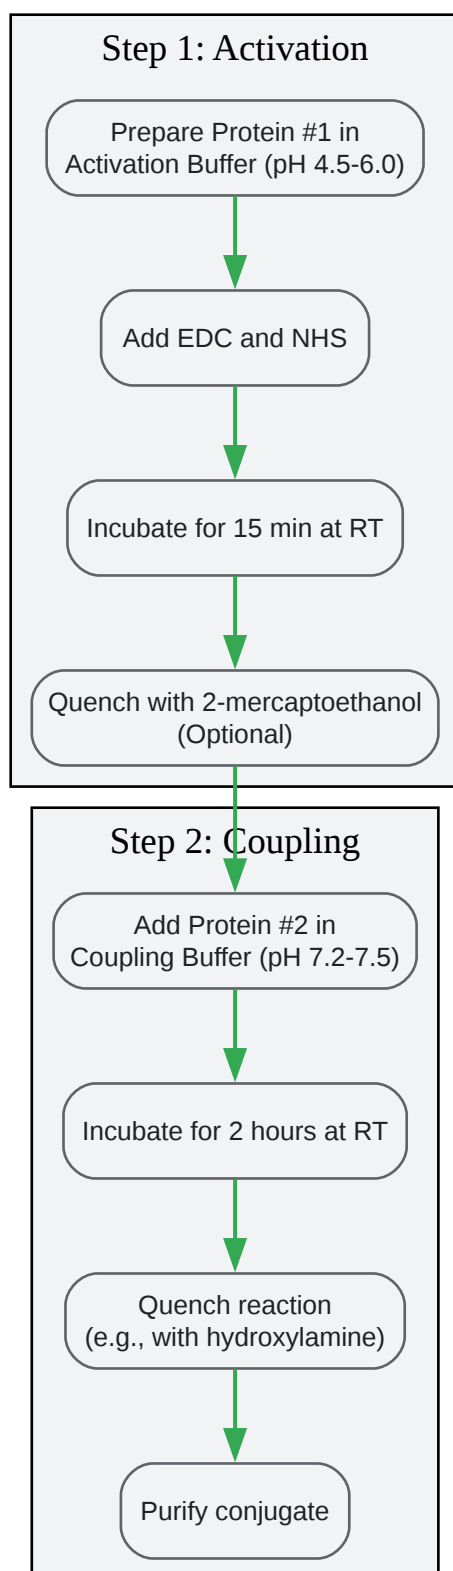 Step 1: Activation
Prepare Protein #1 in
Activation Buffer (pH 4.5-6.0)
Add EDC and NHS
Incubate for 15 min at RT
Quench with 2-mercaptoethanol
(Optional)
Step 2: Coupling
Add Protein #2 in
Coupling Buffer (pH 7.2-7.5)
Incubate for 2 hours at RT
Quench reaction
(e.g., with hydroxylamine)
Purify conjugate